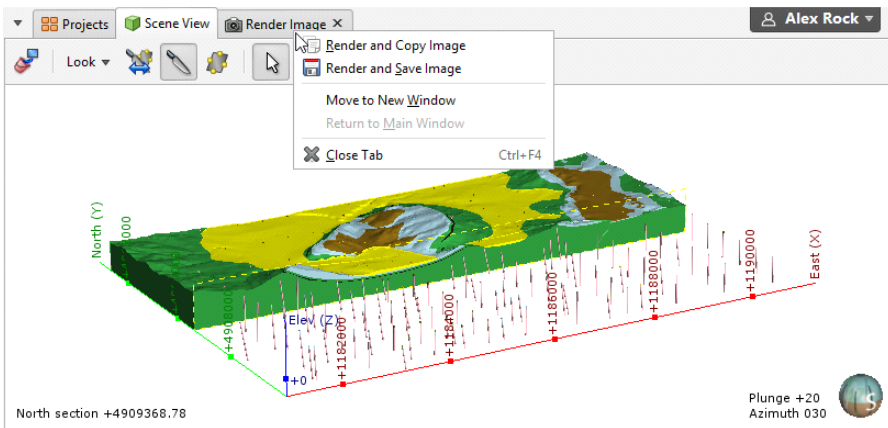 Projects Scene View Render Image Alex Rock
Look
Render and Copy Image
Render and Save Image
Move to New Window
Return to Main Window
Close Tab Ctrl+F4
North (Y)
+4908000
Elev (Z)
+0
+1182000
+1184000
+1186000
+1188000
+1190000
East (X)
North section +4909368.78
Plunge +20
Azimuth 030
S